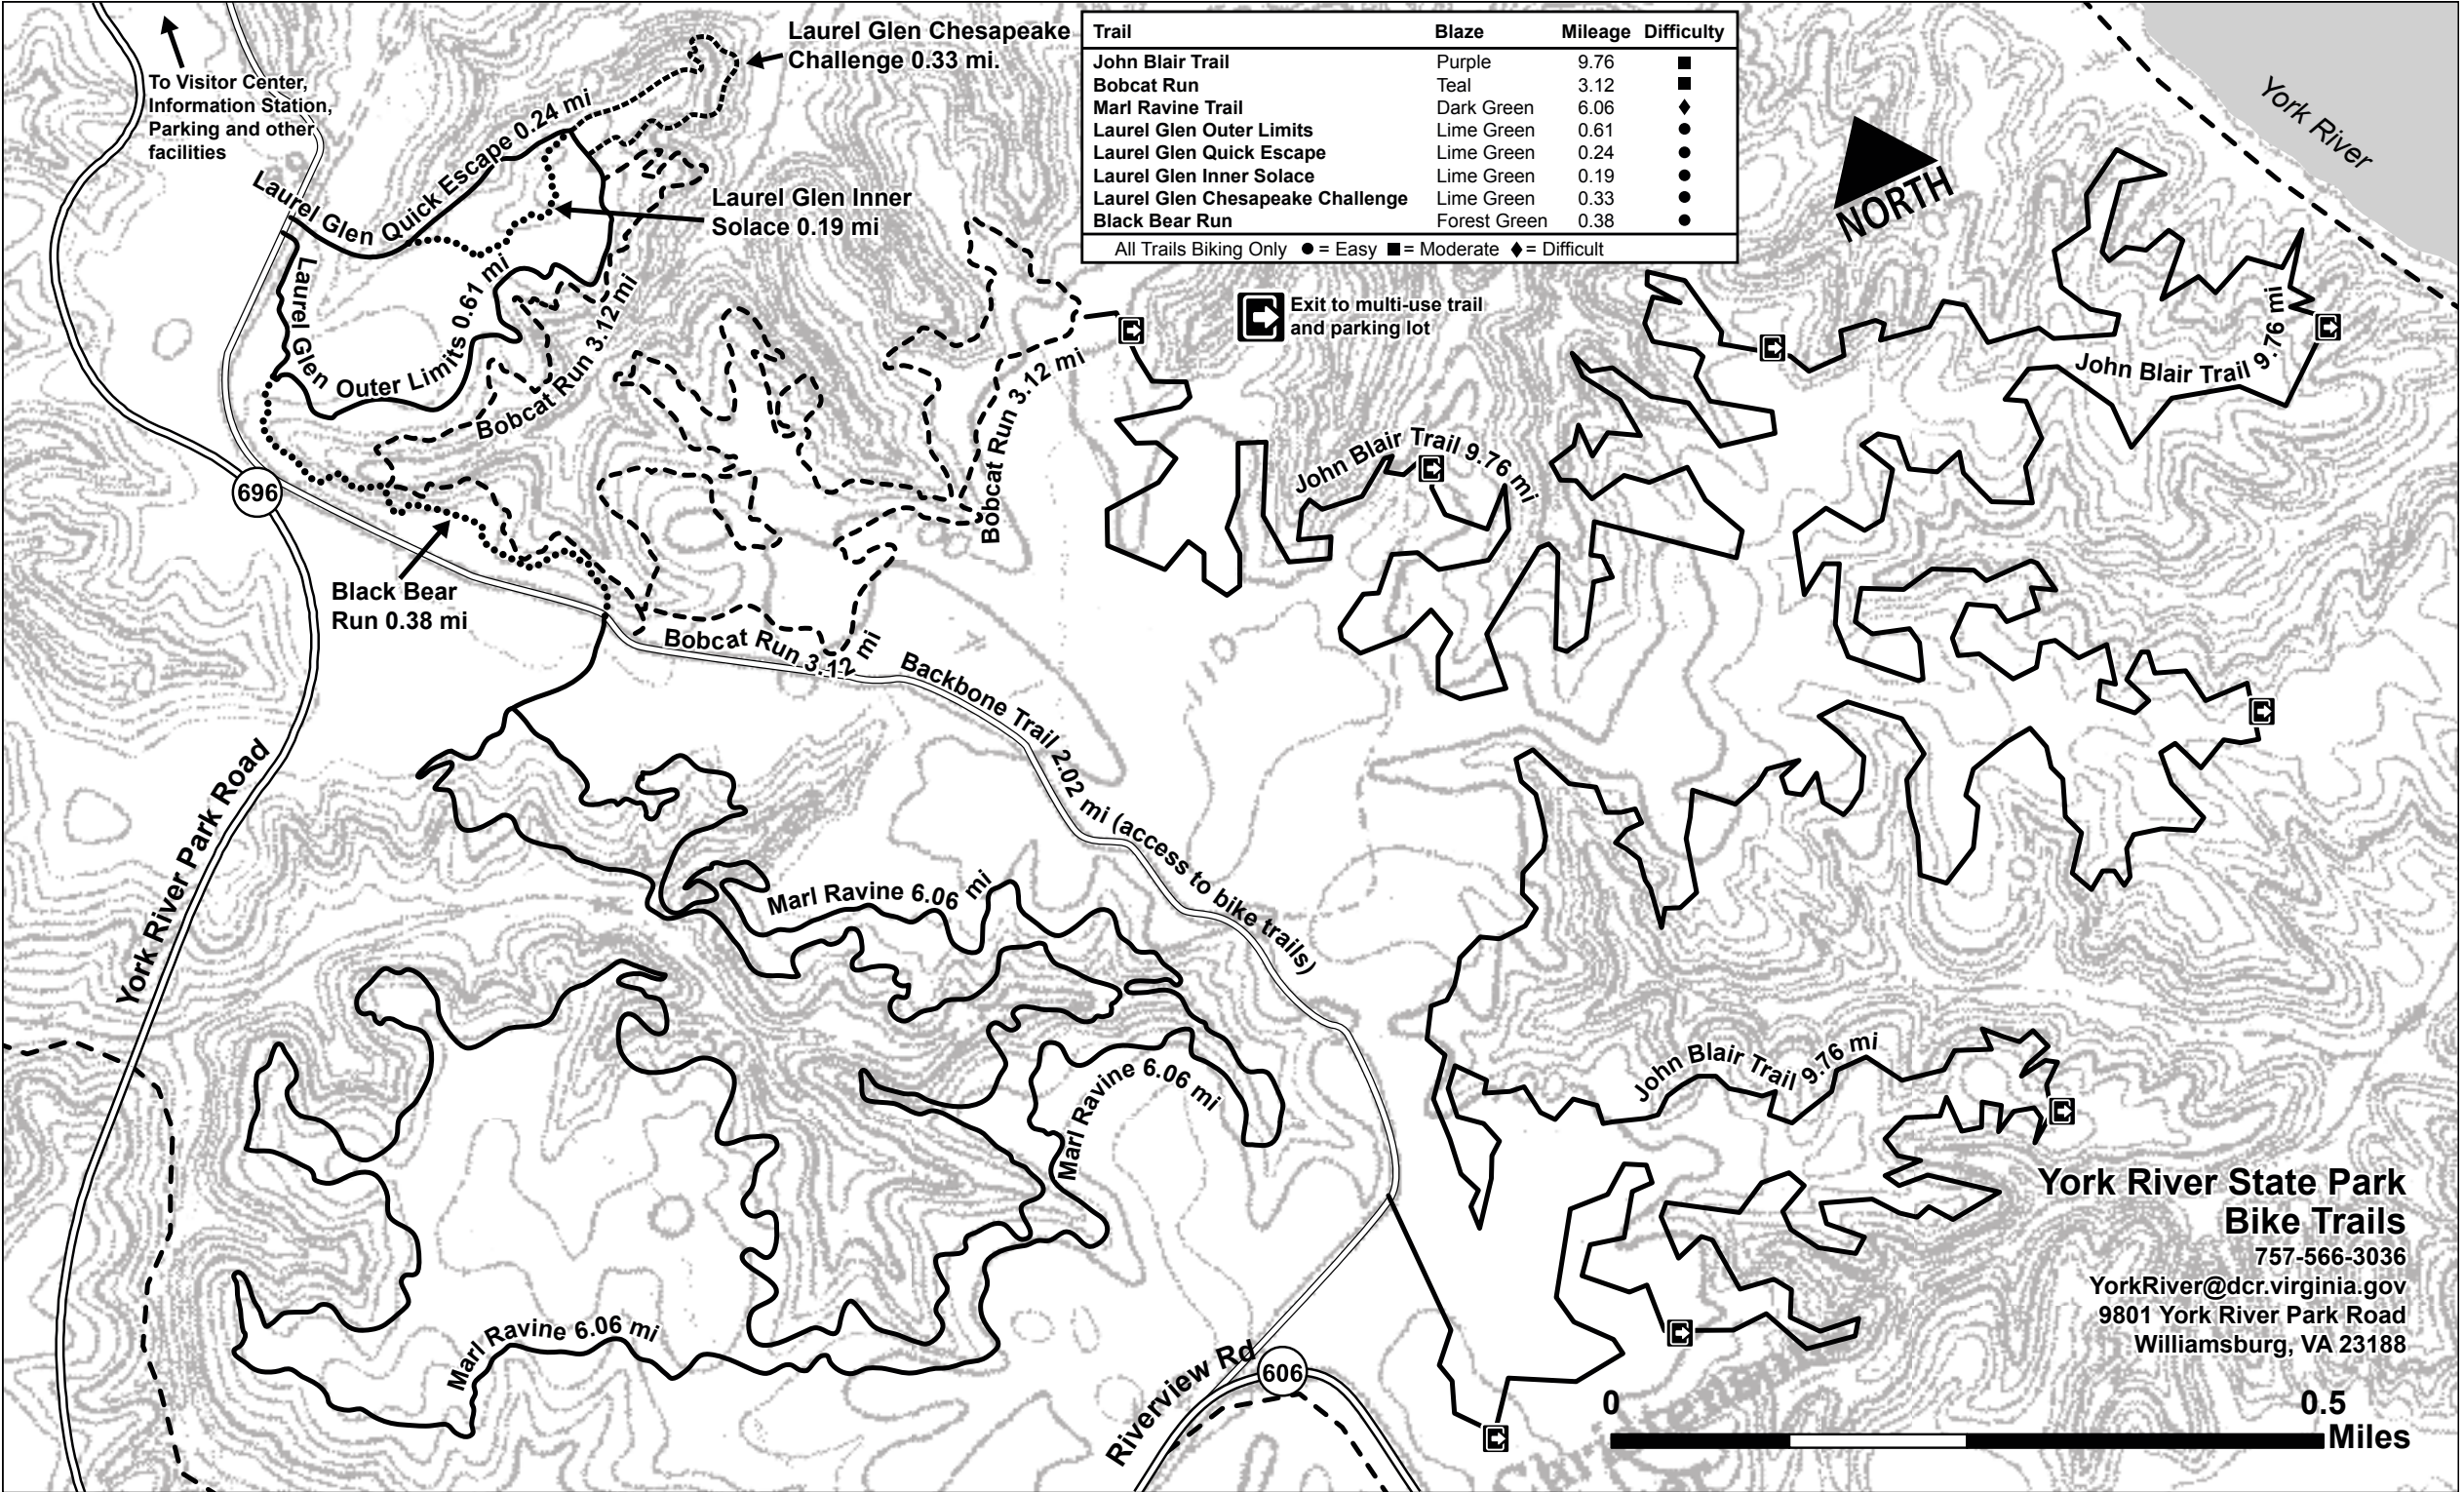 To Visitor Center,
Information Station,
Parking and other
facilities
Laurel Glen Chesapeake
Challenge 0.33 mi.
Laurel Glen Quick Escape 0.24 mi
Laurel Glen Inner
Solace 0.19 mi
Laurel Glen Outer Limits 0.61 mi
Bobcat Run 3.12 mi
Bobcat Run 3.12 mi
Bobcat Run 3.12 mi
Black Bear
Run 0.38 mi
696
York River Park Road
Backbone Trail 2.02 mi (access to bike trails)
Marl Ravine 6.06 mi
Marl Ravine 6.06 mi
Marl Ravine 6.06 mi
Riverview Rd
606
Trail Blaze Mileage Difficulty
John Blair Trail Purple 9.76 ■
Bobcat Run Teal 3.12 ■
Marl Ravine Trail Dark Green 6.06 ♦
Laurel Glen Outer Limits Lime Green 0.61 ●
Laurel Glen Quick Escape Lime Green 0.24 ●
Laurel Glen Inner Solace Lime Green 0.19 ●
Laurel Glen Chesapeake Challenge Lime Green 0.33 ●
Black Bear Run Forest Green 0.38 ●
All Trails Biking Only ● = Easy ■ = Moderate ♦ = Difficult
Exit to multi-use trail
and parking lot
NORTH
York River
John Blair Trail 9.76 mi
John Blair Trail 9.76 mi
John Blair Trail 9.76 mi
York River State Park
Bike Trails
757-566-3036
YorkRiver@dcr.virginia.gov
9801 York River Park Road
Williamsburg, VA 23188
0 0.5
Miles